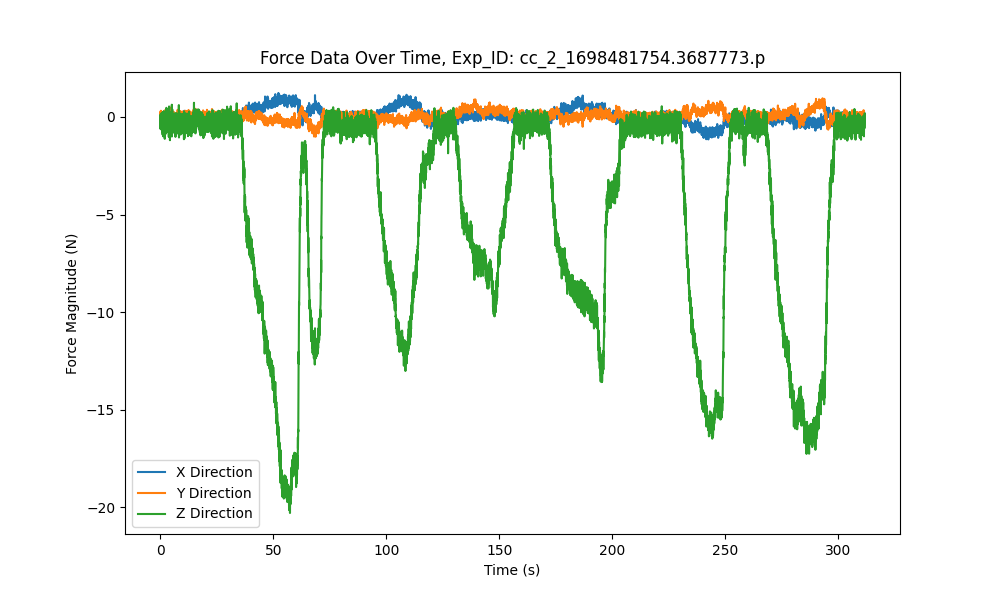 Force Data Over Time, Exp_ID: cc_2_1698481754.3687773.p
Force Magnitude (N)
0
−5
−10
−15
−20
X Direction
Y Direction
Z Direction
0 50 100 150 200 250 300
Time (s)